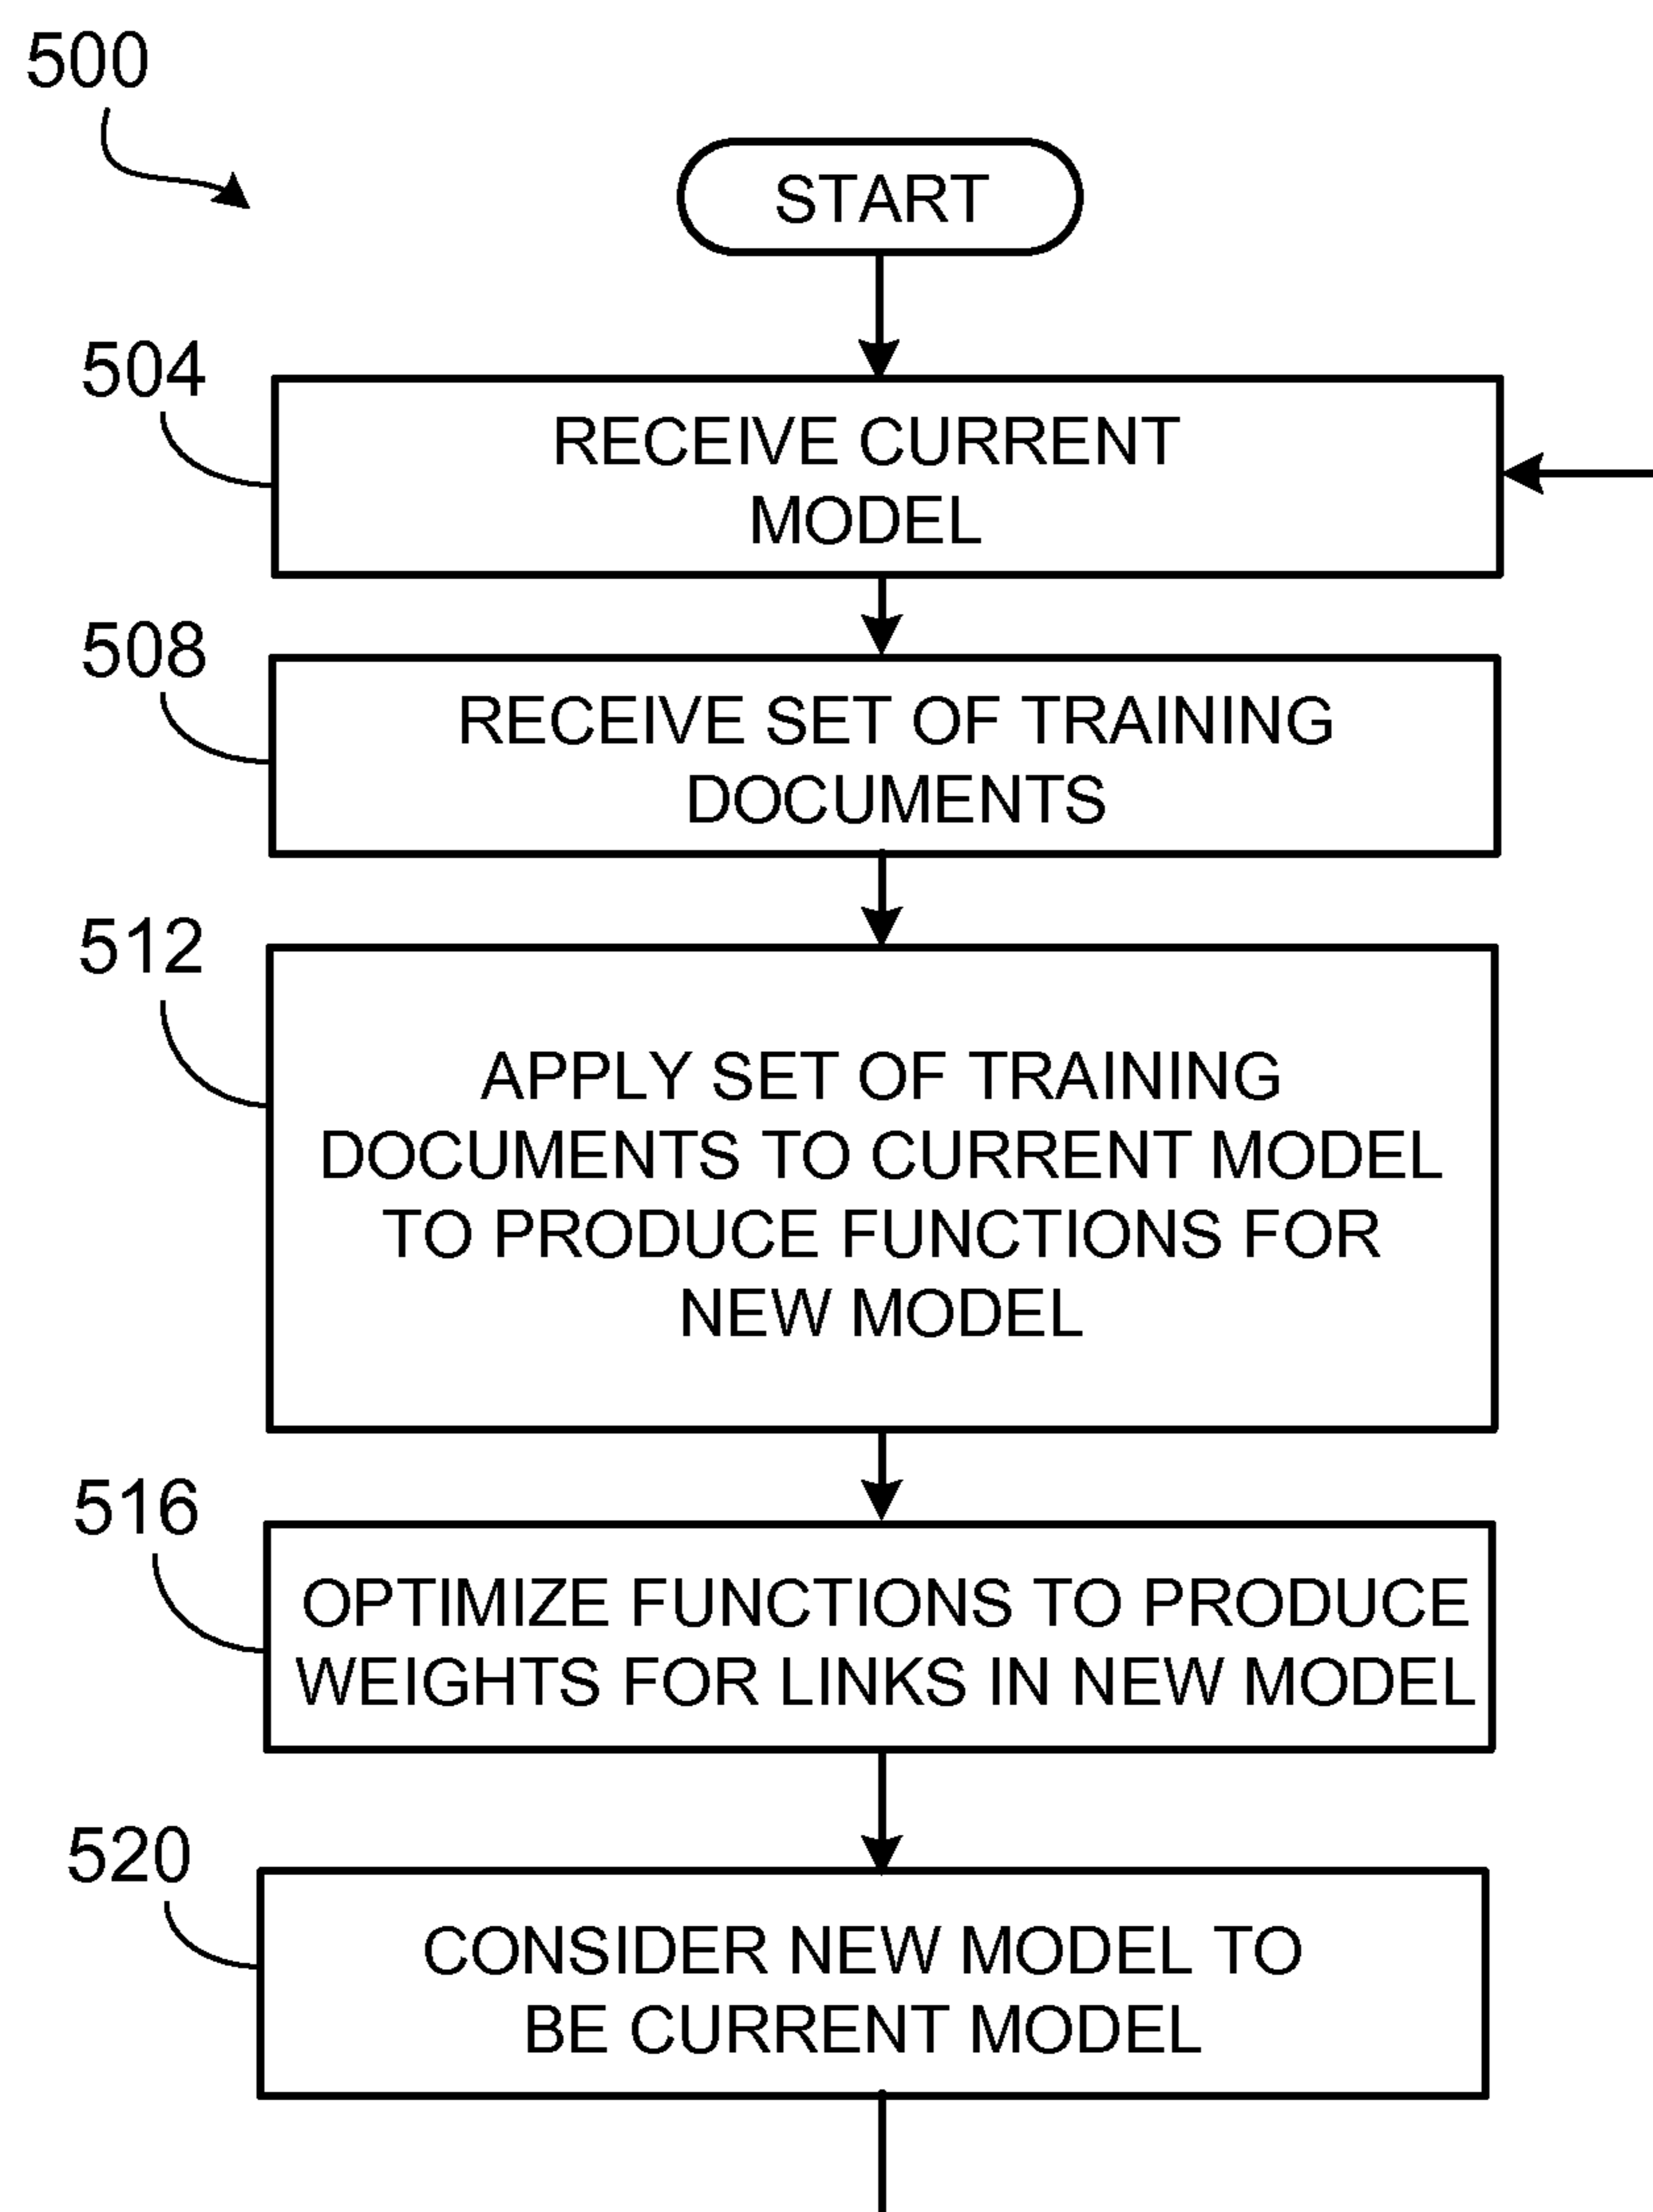 500
START
504
RECEIVE CURRENT
MODEL
508
RECEIVE SET OF TRAINING
DOCUMENTS
512
APPLY SET OF TRAINING
DOCUMENTS TO CURRENT MODEL
TO PRODUCE FUNCTIONS FOR
NEW MODEL
516
OPTIMIZE FUNCTIONS TO PRODUCE
WEIGHTS FOR LINKS IN NEW MODEL
520
CONSIDER NEW MODEL TO
BE CURRENT MODEL